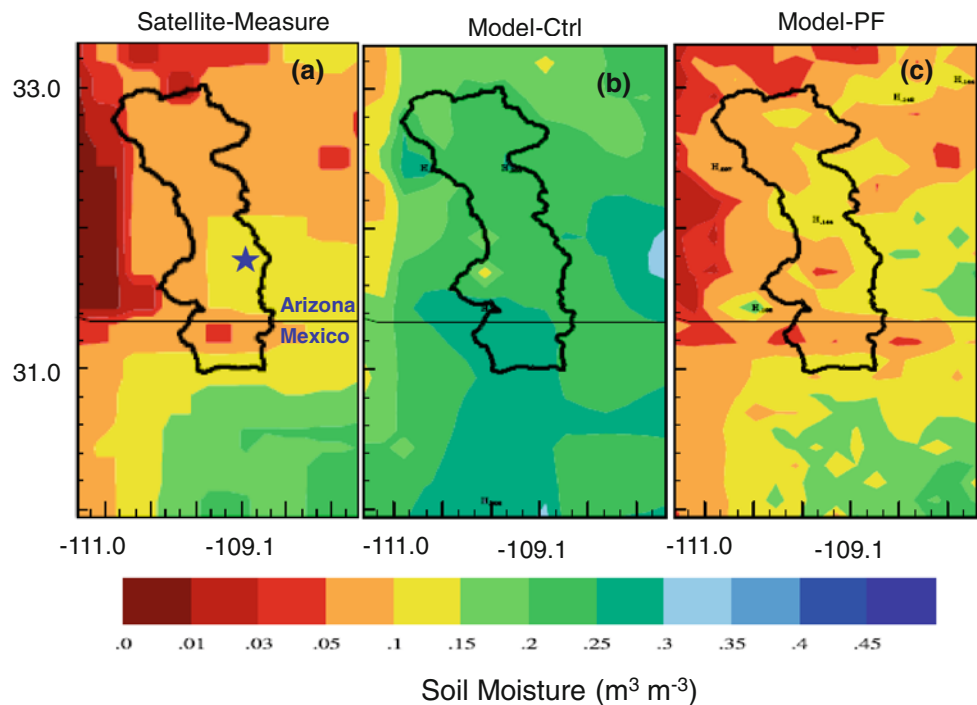 Satellite-Measure Model-Ctrl Model-PF
(a) (b) (c)
33.0
Arizona
Mexico
31.0
-111.0 -109.1 -111.0 -109.1 -111.0 -109.1
.0 .01 .03 .05 .1 .15 .2 .25 .3 .35 .4 .45
Soil Moisture (m³ m⁻³)